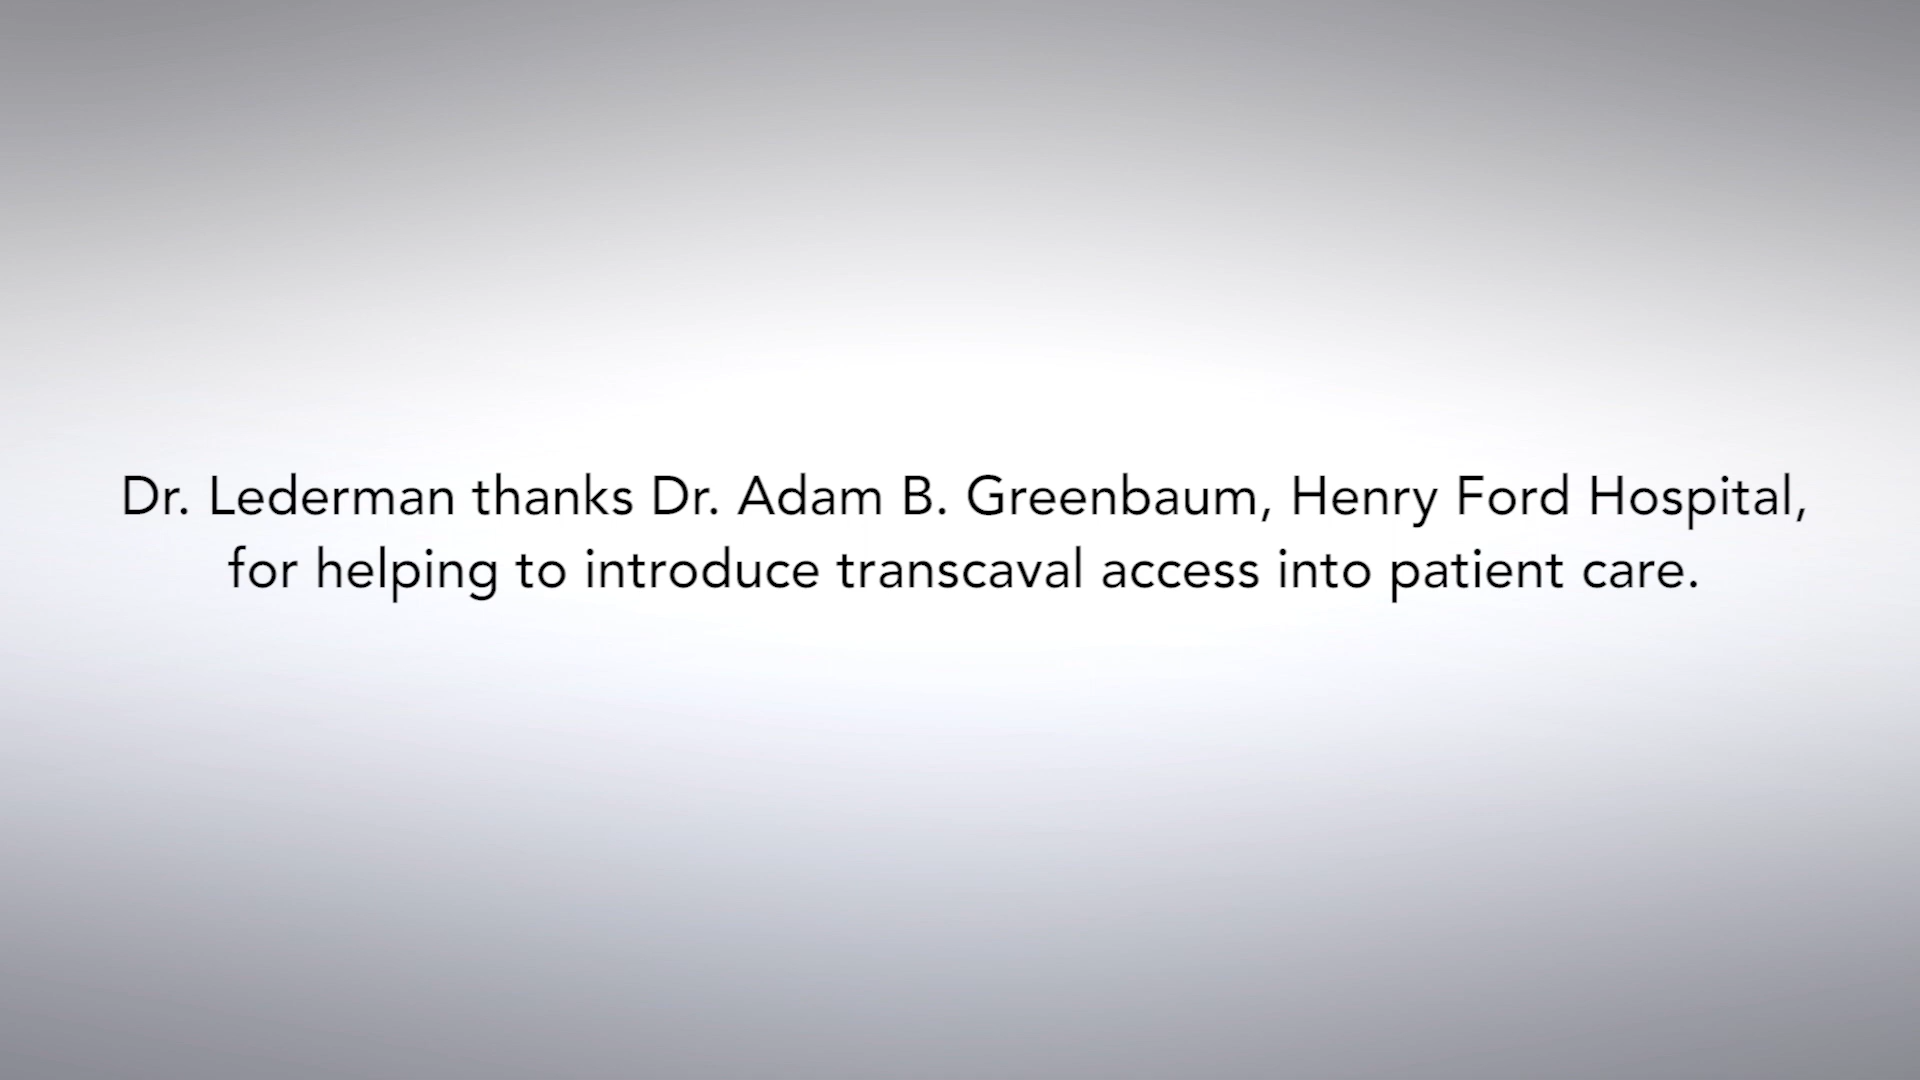 Dr. Lederman thanks Dr. Adam B. Greenbaum, Henry Ford Hospital,
for helping to introduce transcaval access into patient care.